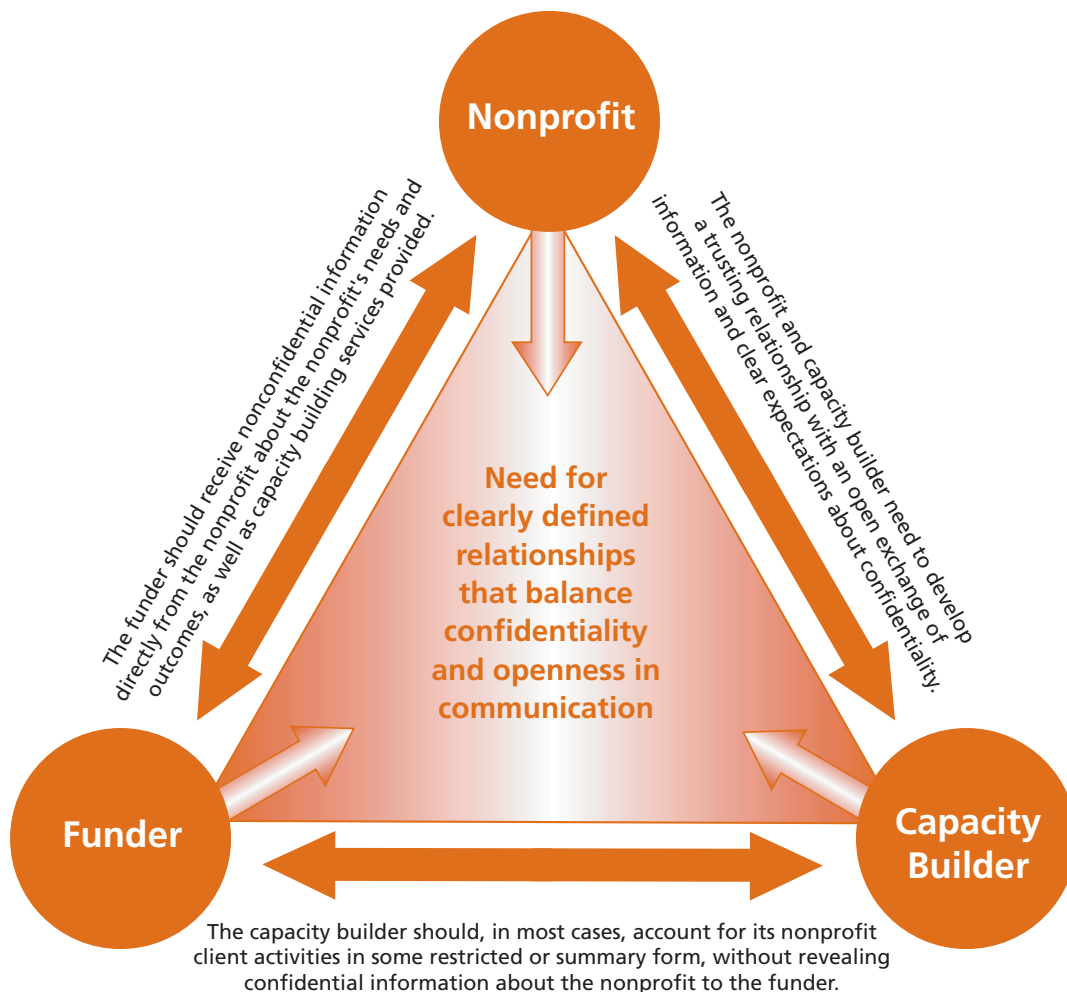 Nonprofit
The funder should receive nonconfidential information
directly from the nonprofit about the nonprofit's needs and
outcomes, as well as capacity building services provided.
The nonprofit and capacity builder need to develop
a trusting relationship with an open exchange of
information and clear expectations about confidentiality.
Need for
clearly defined
relationships
that balance
confidentiality
and openness in
communication
Funder
Capacity
Builder
The capacity builder should, in most cases, account for its nonprofit
client activities in some restricted or summary form, without revealing
confidential information about the nonprofit to the funder.